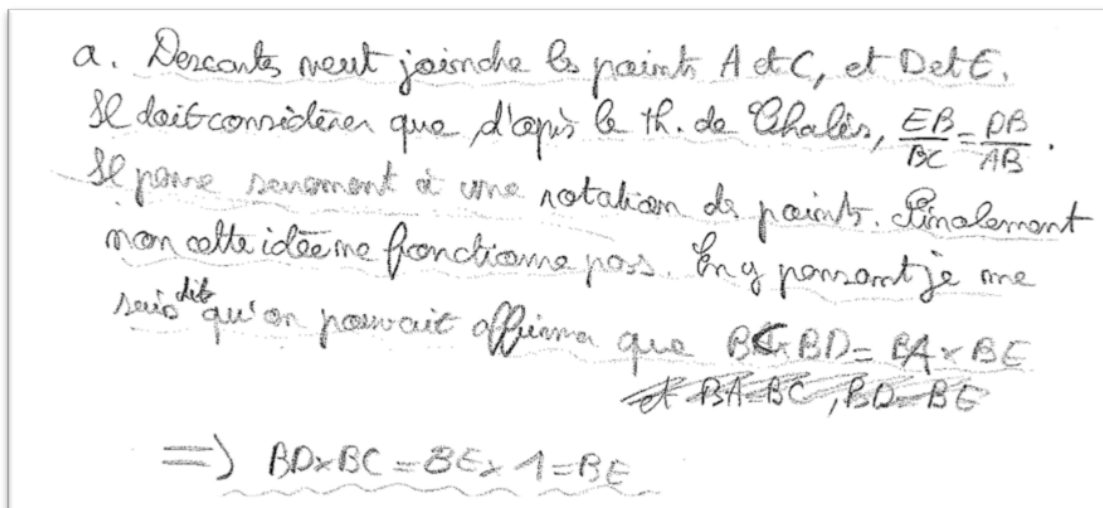 a. Descartes veut joindre les points A et C, et D et E.
Il doit considérer que, d'après le th. de Thalès, EB/BC = DB/AB.
Il pense surement à une rotation de points. Finalement
non cette idée ne fonctionne pas. En y pensant je me
suis dit qu'on pouvait affirmer que BC×BD = BA×BE
et BA=BC, BD=BE
=> BD×BC = BE×1 = BE